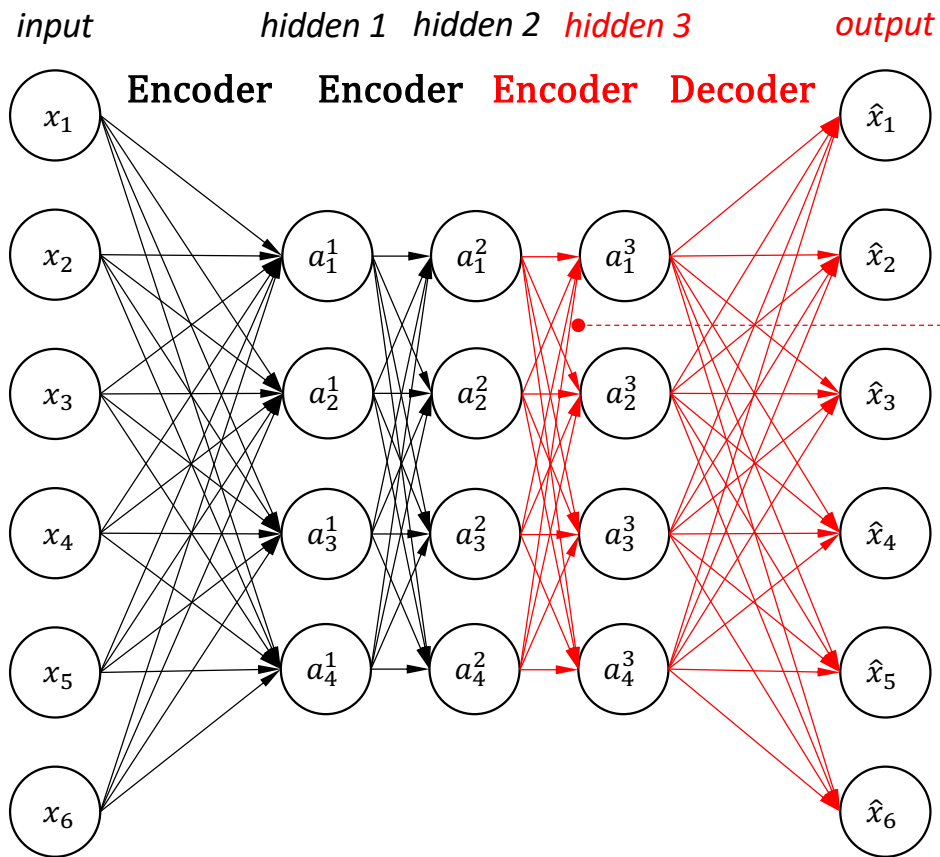 input hidden 1 hidden 2 hidden 3 output
Encoder Encoder Encoder Decoder
x₁ x̂₁
x₂ a₁¹ a₁² a₁³ x̂₂
x₃ a₂¹ a₂² a₂³ x̂₃
x₄ a₃¹ a₃² a₃³ x̂₄
x₅ a₄¹ a₄² a₄³ x̂₅
x₆ x̂₆